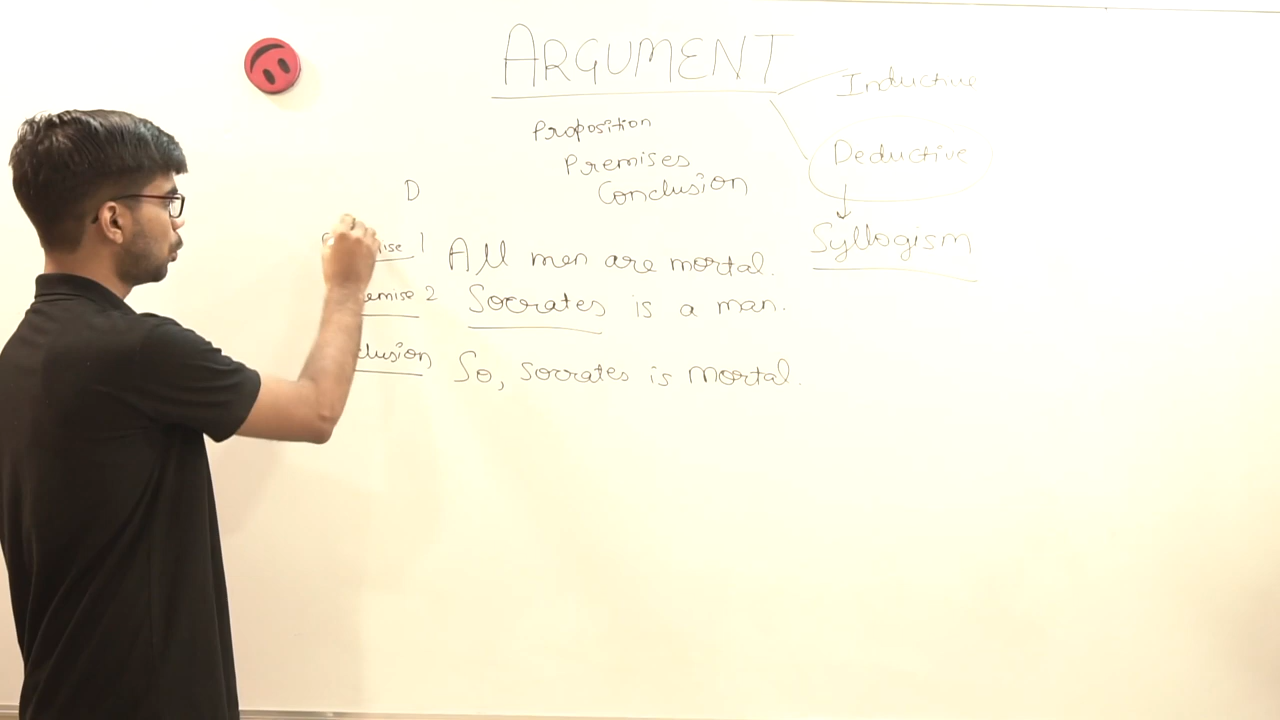 ARGUMENT
Inductive
Proposition
Premises
Deductive
Conclusion
D
1 All men are mortal.
Syllogism
2 Socrates is a man.
So, socrates is mortal.